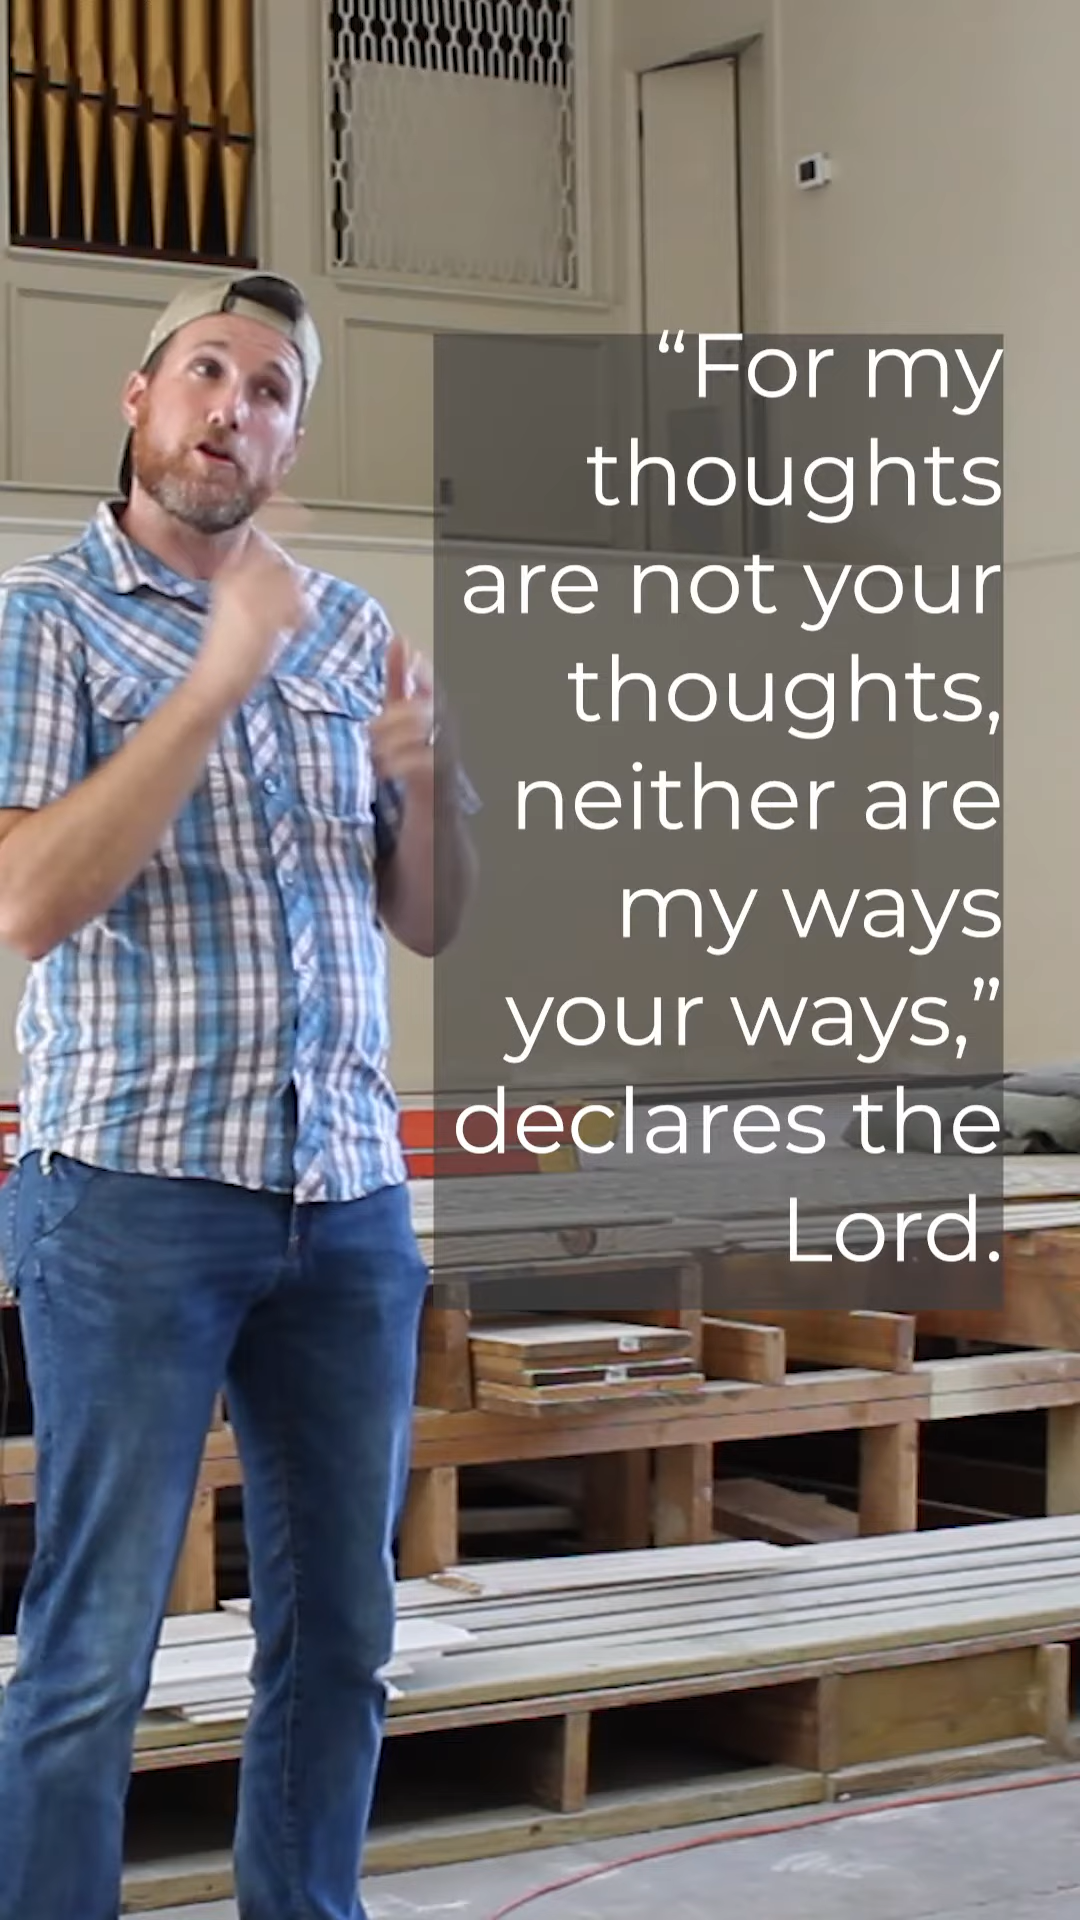 “For my
thoughts
are not your
thoughts,
neither are
my ways
your ways,”
declares the
Lord.